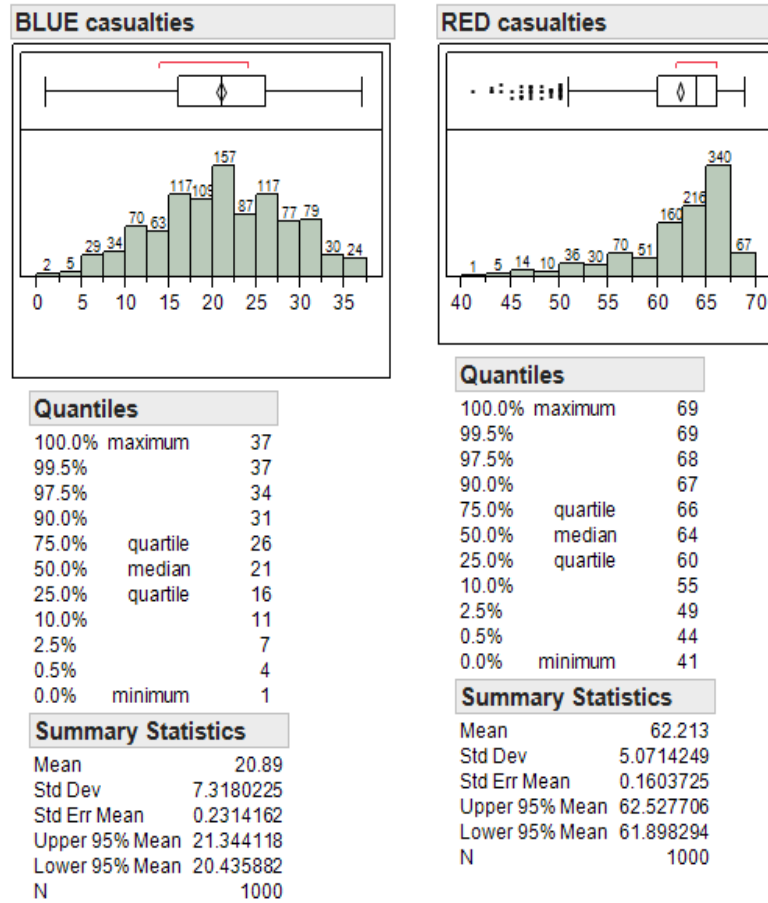 BLUE casualties
2 5 29 34 70 63 117 109 157 87 117 77 79 30 24
0 5 10 15 20 25 30 35
Quantiles
100.0% maximum 37
99.5% 37
97.5% 34
90.0% 31
75.0% quartile 26
50.0% median 21
25.0% quartile 16
10.0% 11
2.5% 7
0.5% 4
0.0% minimum 1
Summary Statistics
Mean 20.89
Std Dev 7.3180225
Std Err Mean 0.2314162
Upper 95% Mean 21.344118
Lower 95% Mean 20.435882
N 1000
RED casualties
1 5 14 10 36 30 70 51 160 216 340 67
40 45 50 55 60 65 70
Quantiles
100.0% maximum 69
99.5% 69
97.5% 68
90.0% 67
75.0% quartile 66
50.0% median 64
25.0% quartile 60
10.0% 55
2.5% 49
0.5% 44
0.0% minimum 41
Summary Statistics
Mean 62.213
Std Dev 5.0714249
Std Err Mean 0.1603725
Upper 95% Mean 62.527706
Lower 95% Mean 61.898294
N 1000